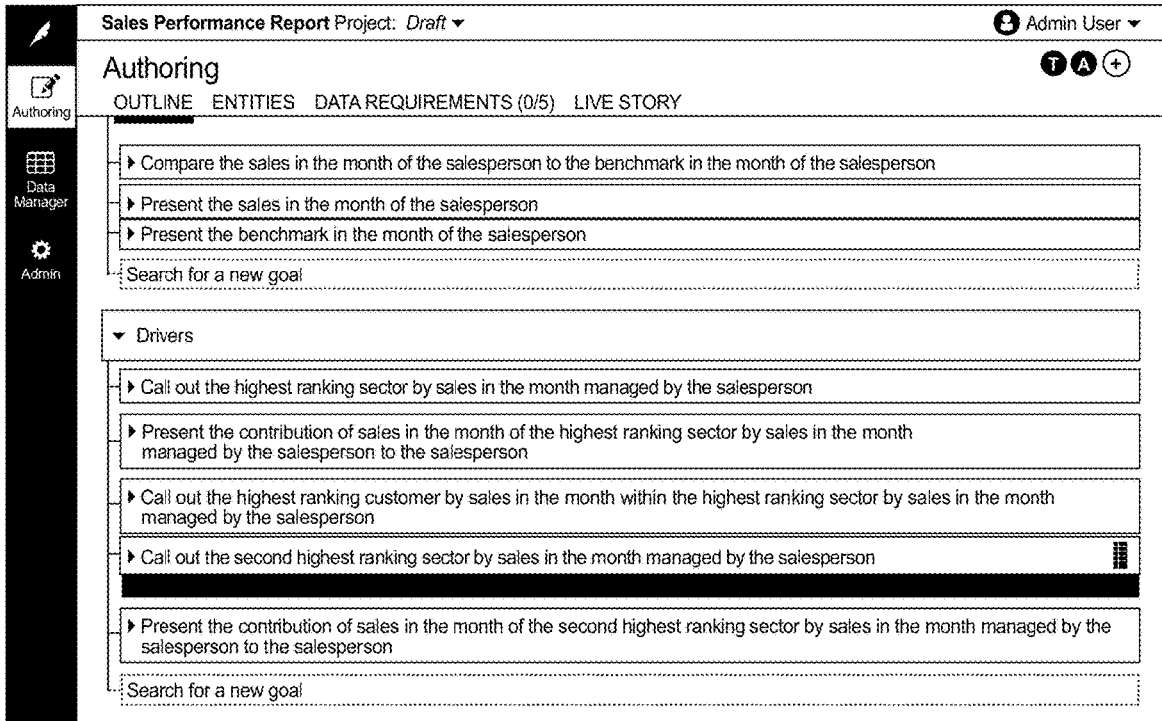 Sales Performance Report Project: Draft
Admin User
Authoring
T A +
OUTLINE ENTITIES DATA REQUIREMENTS (0/5) LIVE STORY
Authoring
Data
Manager
Admin
Compare the sales in the month of the salesperson to the benchmark in the month of the salesperson
Present the sales in the month of the salesperson
Present the benchmark in the month of the salesperson
Search for a new goal
Drivers
Call out the highest ranking sector by sales in the month managed by the salesperson
Present the contribution of sales in the month of the highest ranking sector by sales in the month
managed by the salesperson to the salesperson
Call out the highest ranking customer by sales in the month within the highest ranking sector by sales in the month
managed by the salesperson
Call out the second highest ranking sector by sales in the month managed by the salesperson
Present the contribution of sales in the month of the second highest ranking sector by sales in the month managed by the
salesperson to the salesperson
Search for a new goal